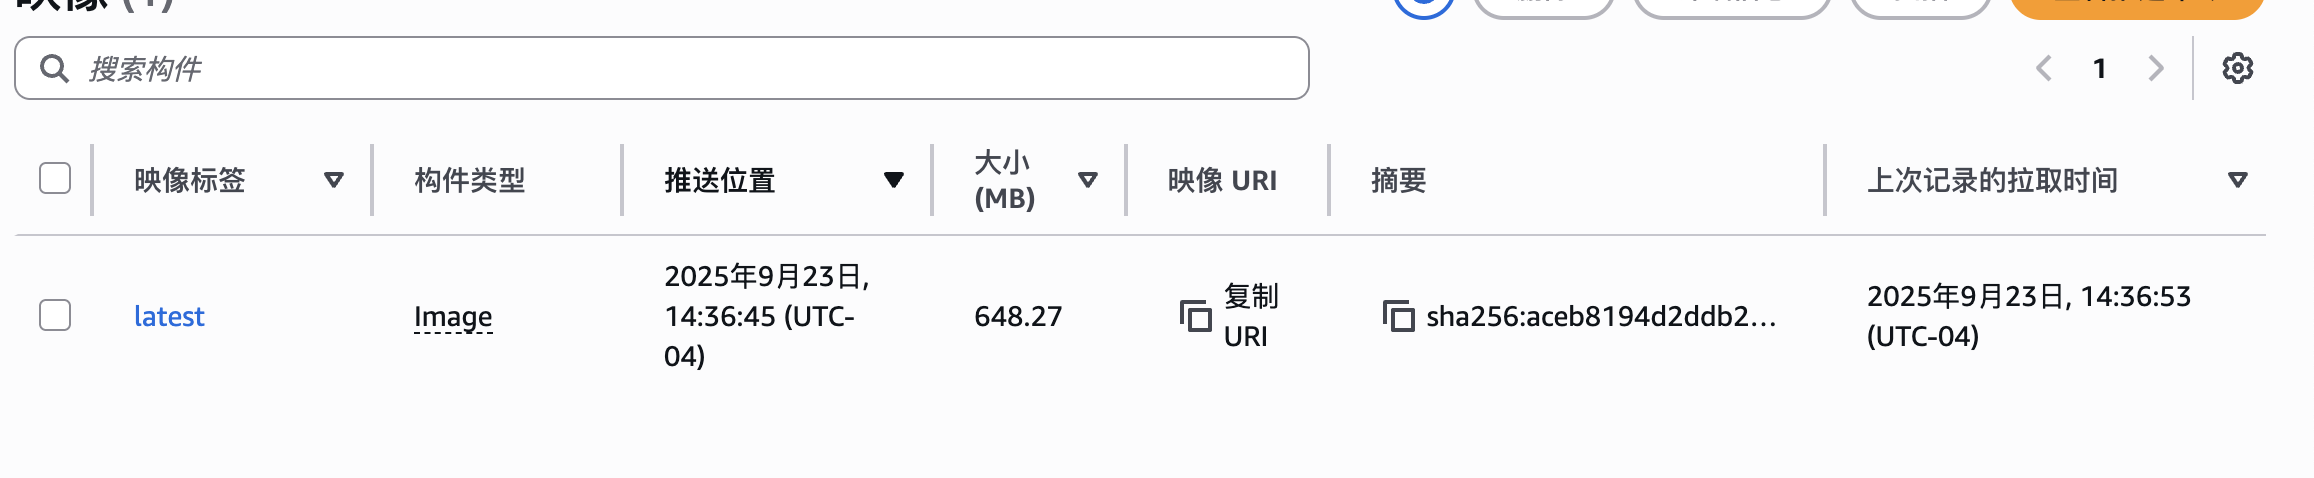 映像 (1)
搜索构件
1
映像标签
构件类型
推送位置
大小
(MB)
映像 URI
摘要
上次记录的拉取时间
latest
Image
2025年9月23日,
14:36:45 (UTC-
04)
648.27
复制
URI
sha256:aceb8194d2ddb2...
2025年9月23日, 14:36:53
(UTC-04)